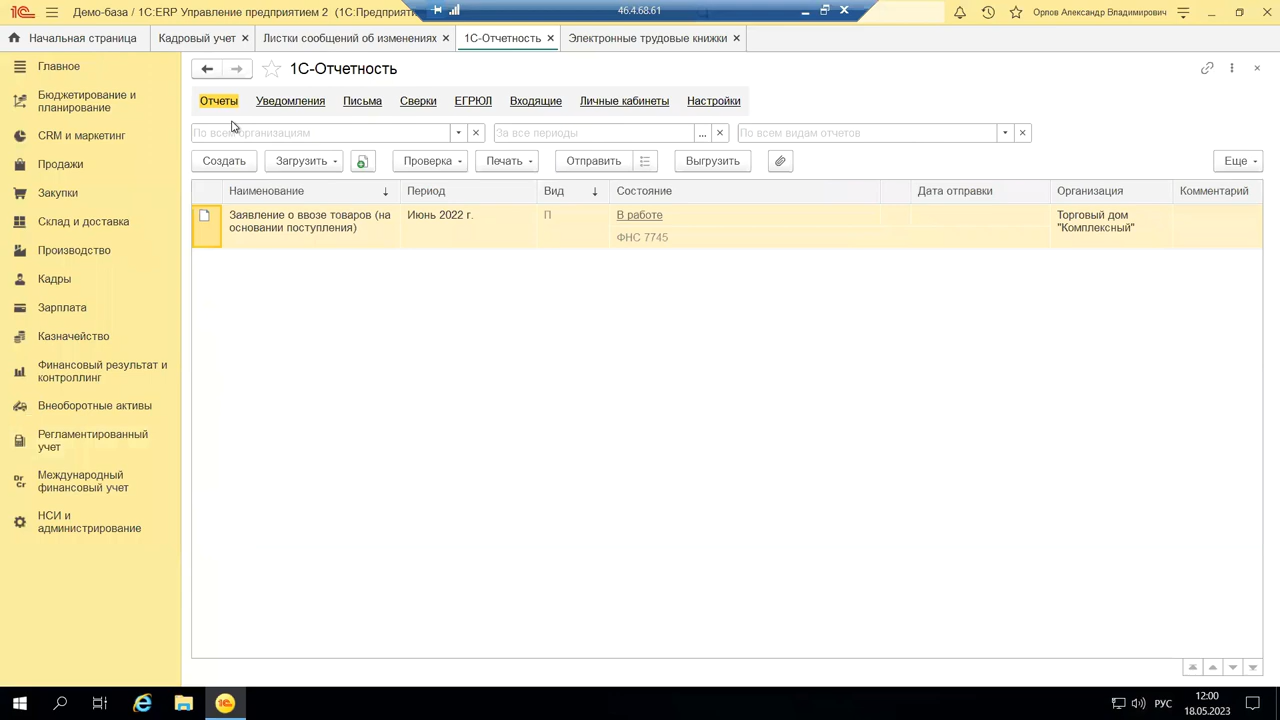 Демо-база / 1С:ERP Управление предприятием 2 (1С:Предприяти
46.4.68.61
Орлов Александр Владимирович
Начальная страница
Кадровый учет
Листки сообщений об изменениях
1С-Отчетность
Электронные трудовые книжки
Главное
Бюджетирование и
планирование
CRM и маркетинг
Продажи
Закупки
Склад и доставка
Производство
Кадры
Зарплата
Казначейство
Финансовый результат и
контроллинг
Внеоборотные активы
Регламентированный
учет
Международный
финансовый учет
НСИ и
администрирование
1С-Отчетность
Отчеты Уведомления Письма Сверки ЕГРЮЛ Входящие Личные кабинеты Настройки
По всем организациям За все периоды ... По всем видам отчетов
Создать Загрузить Проверка Печать Отправить Выгрузить Еще
Наименование Период Вид Состояние Дата отправки Организация Комментарий
Заявление о ввозе товаров (на Июнь 2022 г. П В работе Торговый дом
основании поступления) ФНС 7745 "Комплексный"
РУС
12:00
18.05.2023